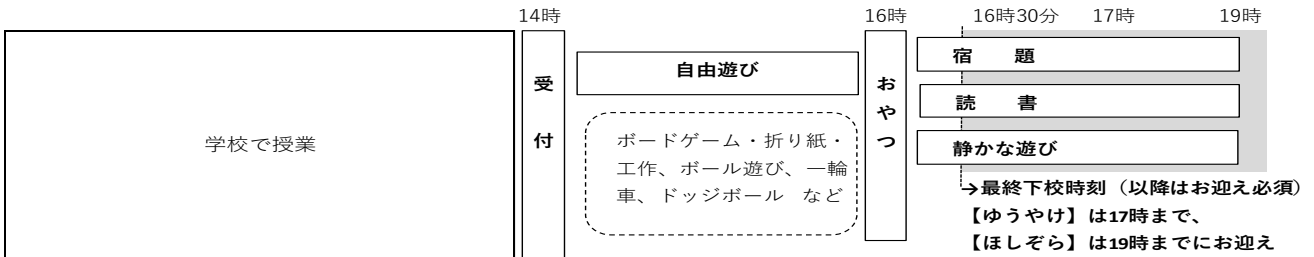 14時
16時
16時30分
17時
19時
学校で授業
受付
自由遊び
ボードゲーム・折り紙・
工作、ボール遊び、一輪
車、ドッジボール　など
おやつ
宿　題
読　書
静かな遊び
→最終下校時刻（以降はお迎え必須）
【ゆうやけ】は17時まで、
【ほしぞら】は19時までにお迎え